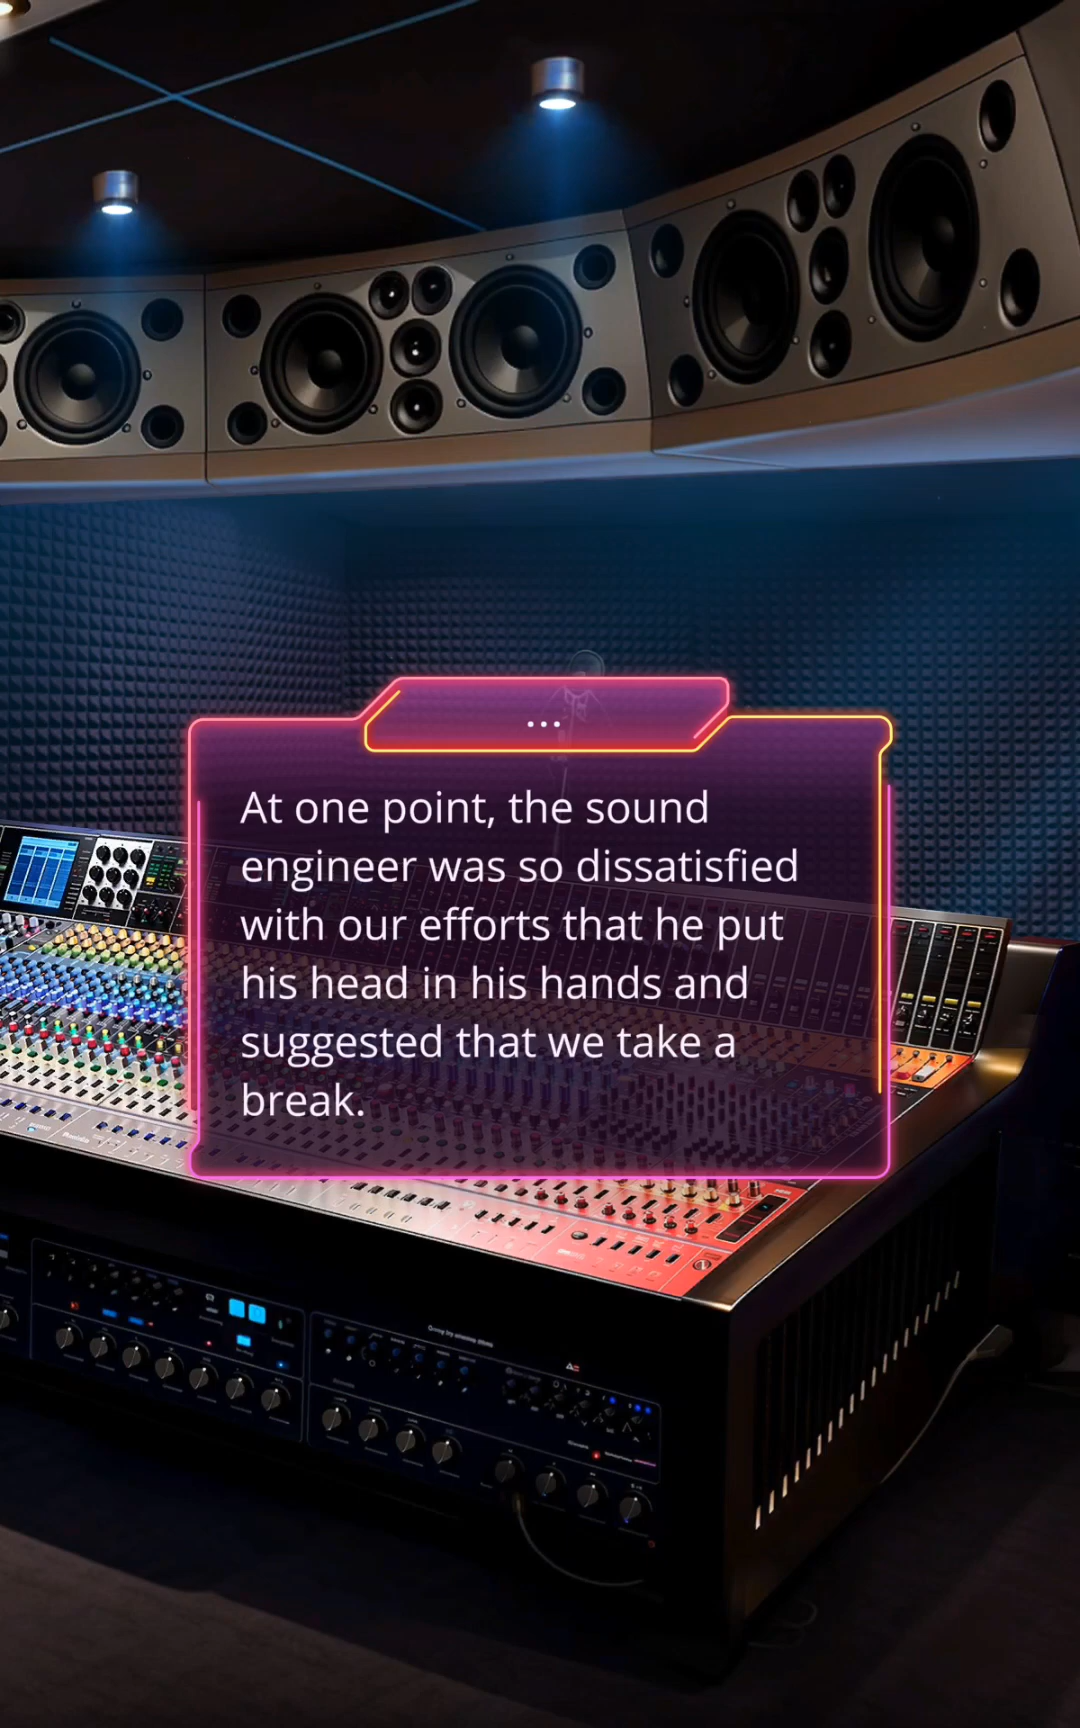 ...
At one point, the sound
engineer was so dissatisfied
with our efforts that he put
his head in his hands and
suggested that we take a
break.